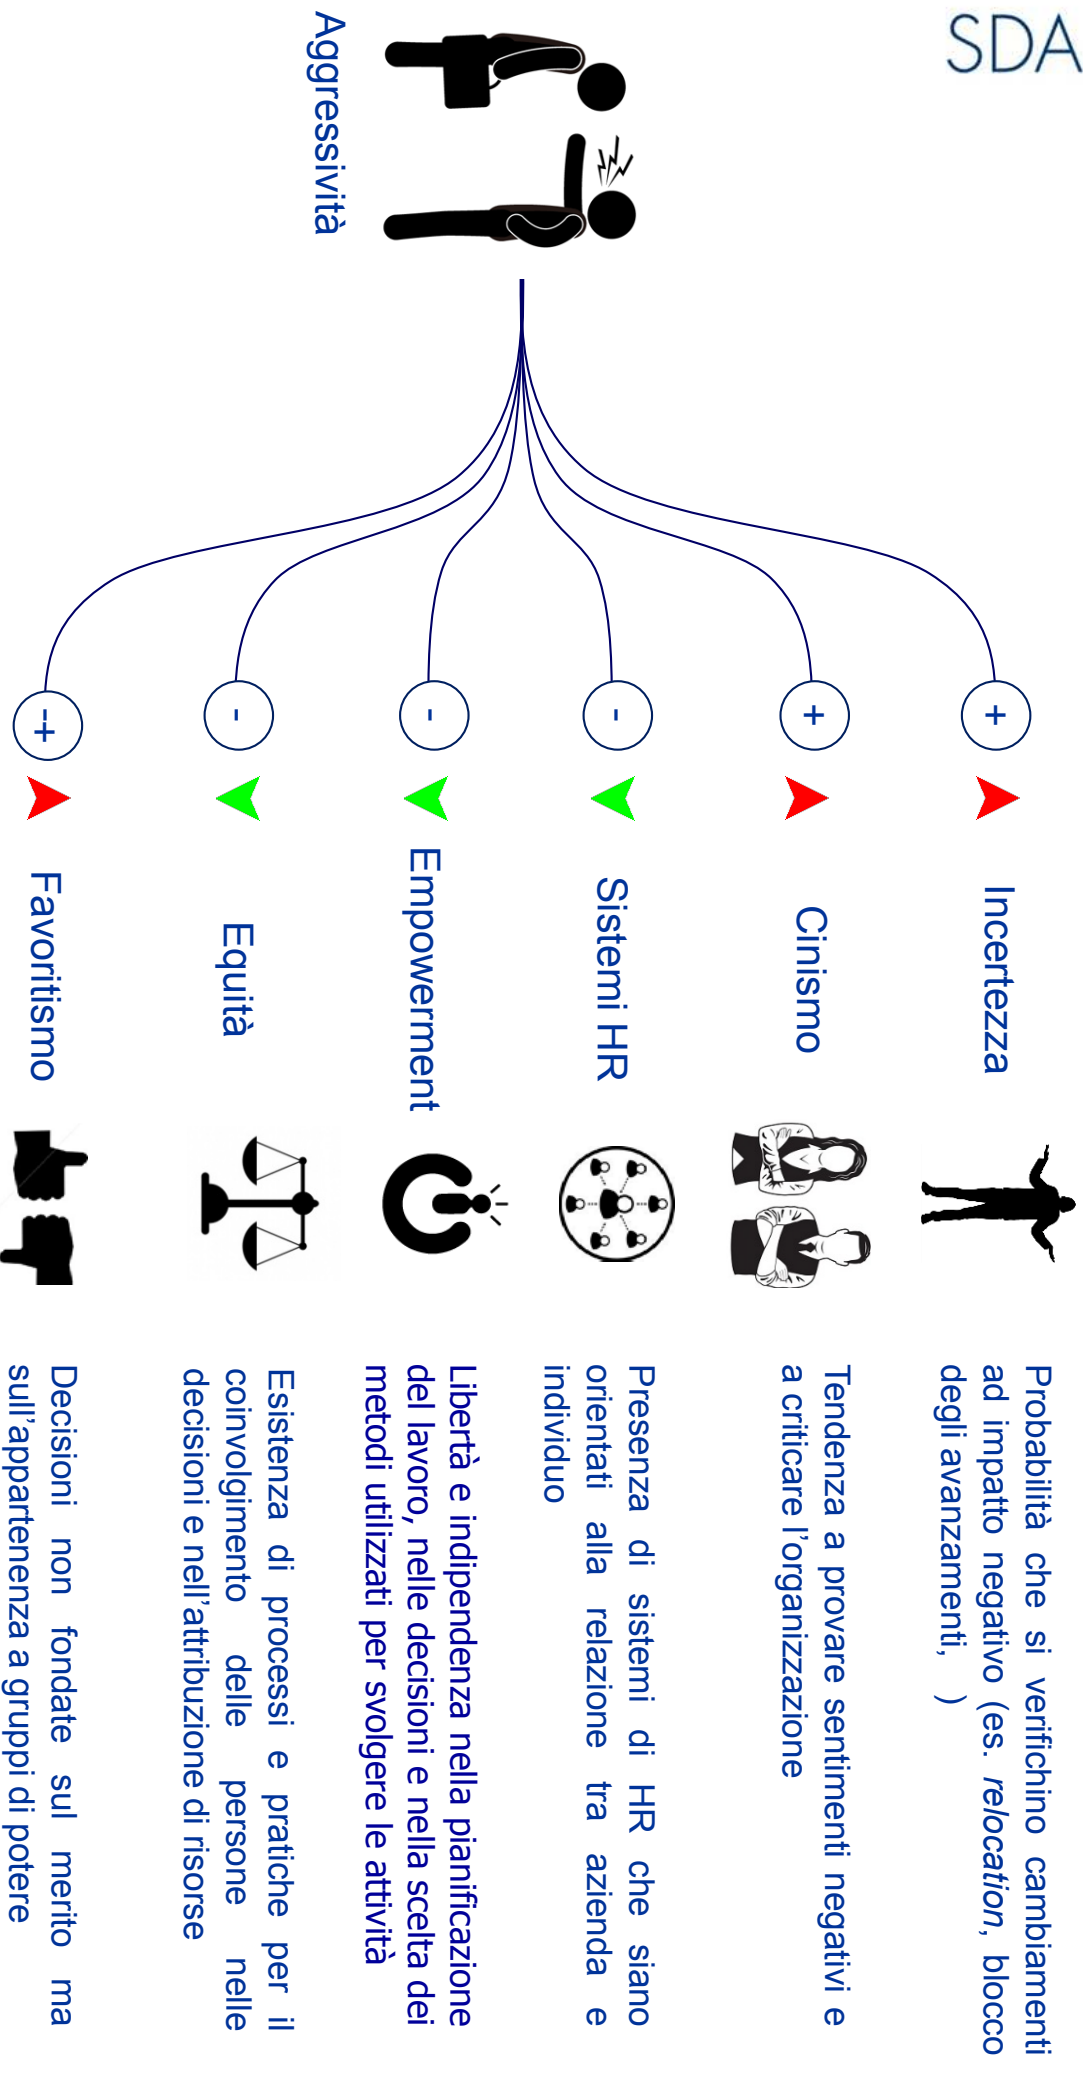 SDA
Aggressività
+
Incertezza
Probabilità che si verifichino cambiamenti
ad impatto negativo (es. relocation, blocco
degli avanzamenti, )
+
Cinismo
Tendenza a provare sentimenti negativi e
a criticare l'organizzazione
-
Sistemi HR
Presenza di sistemi di HR che siano
orientati alla relazione tra azienda e
individuo
-
Empowerment
Libertà e indipendenza nella pianificazione
del lavoro, nelle decisioni e nella scelta dei
metodi utilizzati per svolgere le attività
-
Equità
Esistenza di processi e pratiche per il
coinvolgimento delle persone nelle
decisioni e nell'attribuzione di risorse
Favoritismo
Decisioni non fondate sul merito ma
sull'appartenenza a gruppi di potere